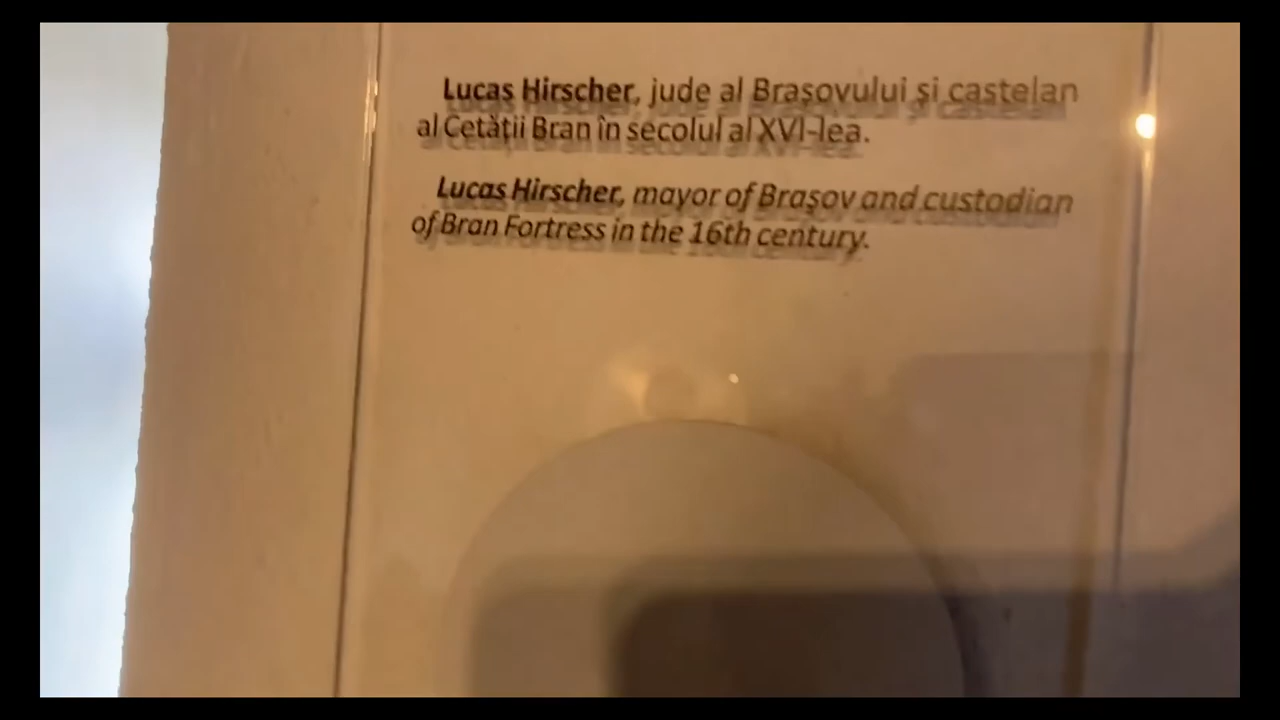 Lucas Hirscher, jude al Brașovului și castelan
al Cetății Bran în secolul al XVI-lea.
Lucas Hirscher, mayor of Brașov and custodian
of Bran Fortress in the 16th century.